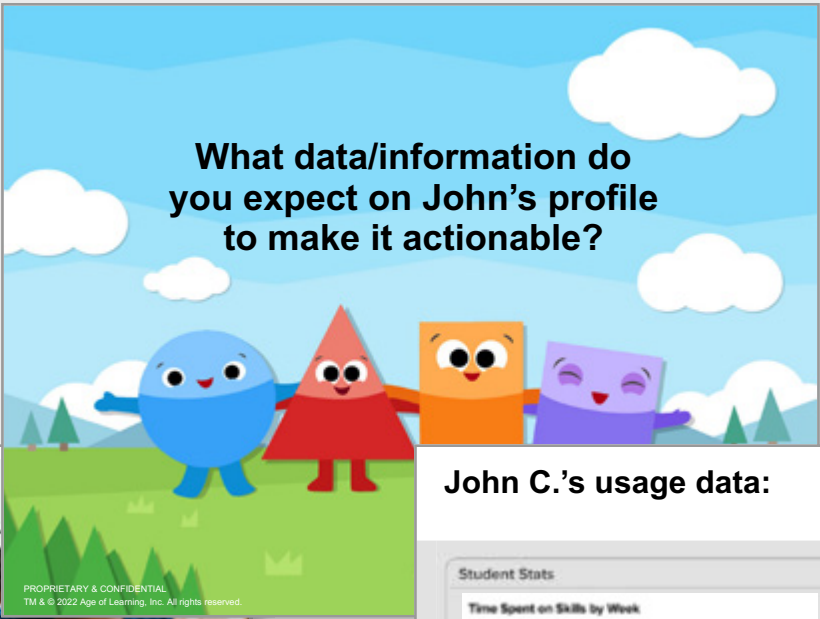 What data/information do
you expect on John's profile
to make it actionable?
John C.'s usage data:
Student Stats
Time Spent on Skills by Week
PROPRIETARY & CONFIDENTIAL
TM & © 2022 Age of Learning, Inc. All rights reserved.